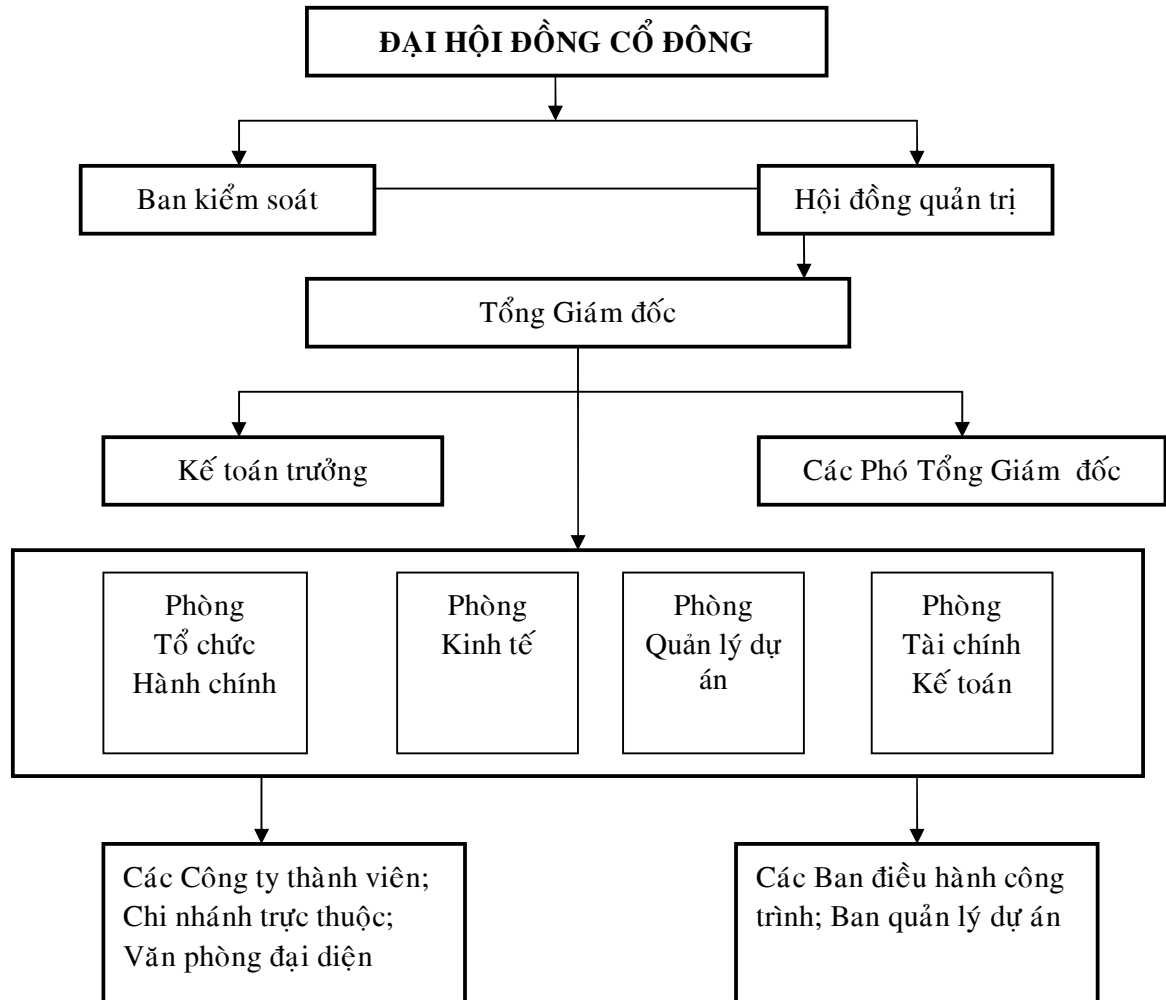 ĐẠI HỘI ĐỒNG CỔ ĐÔNG
Ban kiểm soát
Hội đồng quản trị
Tổng Giám đốc
Kế toán trưởng
Các Phó Tổng Giám đốc
Phòng
Tổ chức
Hành chính
Phòng
Kinh tế
Phòng
Quản lý dự
án
Phòng
Tài chính
Kế toán
Các Công ty thành viên;
Chi nhánh trực thuộc;
Văn phòng đại diện
Các Ban điều hành công
trình; Ban quản lý dự án